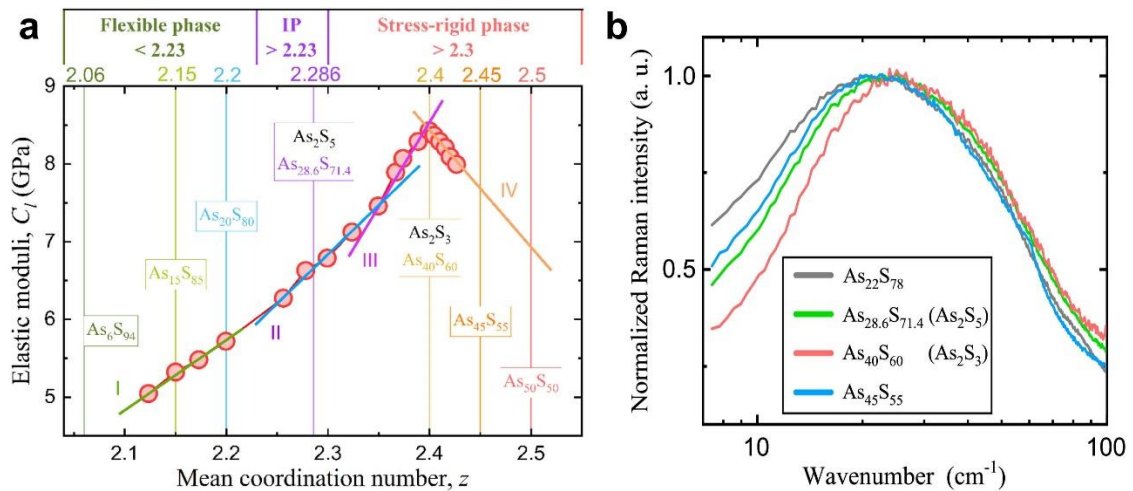 a
Flexible phase
< 2.23
IP
> 2.23
Stress-rigid phase
> 2.3
2.06
2.15
2.2
2.286
2.4
2.45
2.5
9
8
7
6
5
Elastic moduli, Cₗ (GPa)
As₂S₅
As₂₈.₆S₇₁.₄
As₂₀S₈₀
As₁₅S₈₅
As₆S₉₄
As₂S₃
As₄₀S₆₀
As₄₅S₅₅
As₅₀S₅₀
I
II
III
IV
2.1
2.2
2.3
2.4
2.5
Mean coordination number, z
b
Normalized Raman intensity (a. u.)
1.0
0.5
As₂₂S₇₈
As₂₈.₆S₇₁.₄ (As₂S₅)
As₄₀S₆₀ (As₂S₃)
As₄₅S₅₅
10
100
Wavenumber (cm⁻¹)